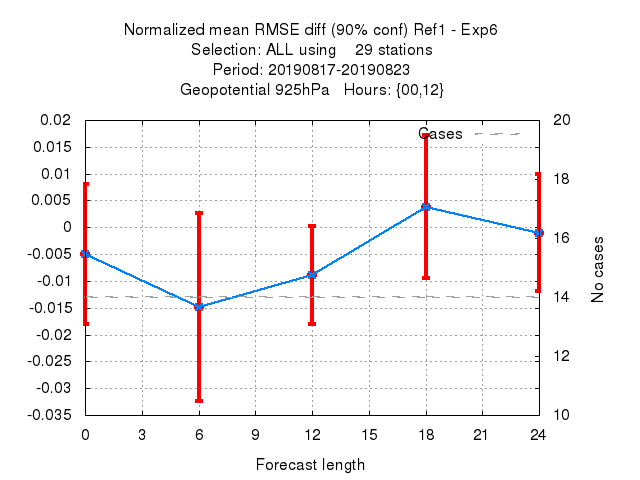 Normalized mean RMSE diff (90% conf) Ref1 - Exp6
Selection: ALL using    29 stations
Period: 20190817-20190823
Geopotential 925hPa   Hours: {00,12}
Cases
0.02
0.015
0.01
0.005
0
-0.005
-0.01
-0.015
-0.02
-0.025
-0.03
-0.035
20
18
16
14
12
10
No cases
0 3 6 9 12 15 18 21 24
Forecast length